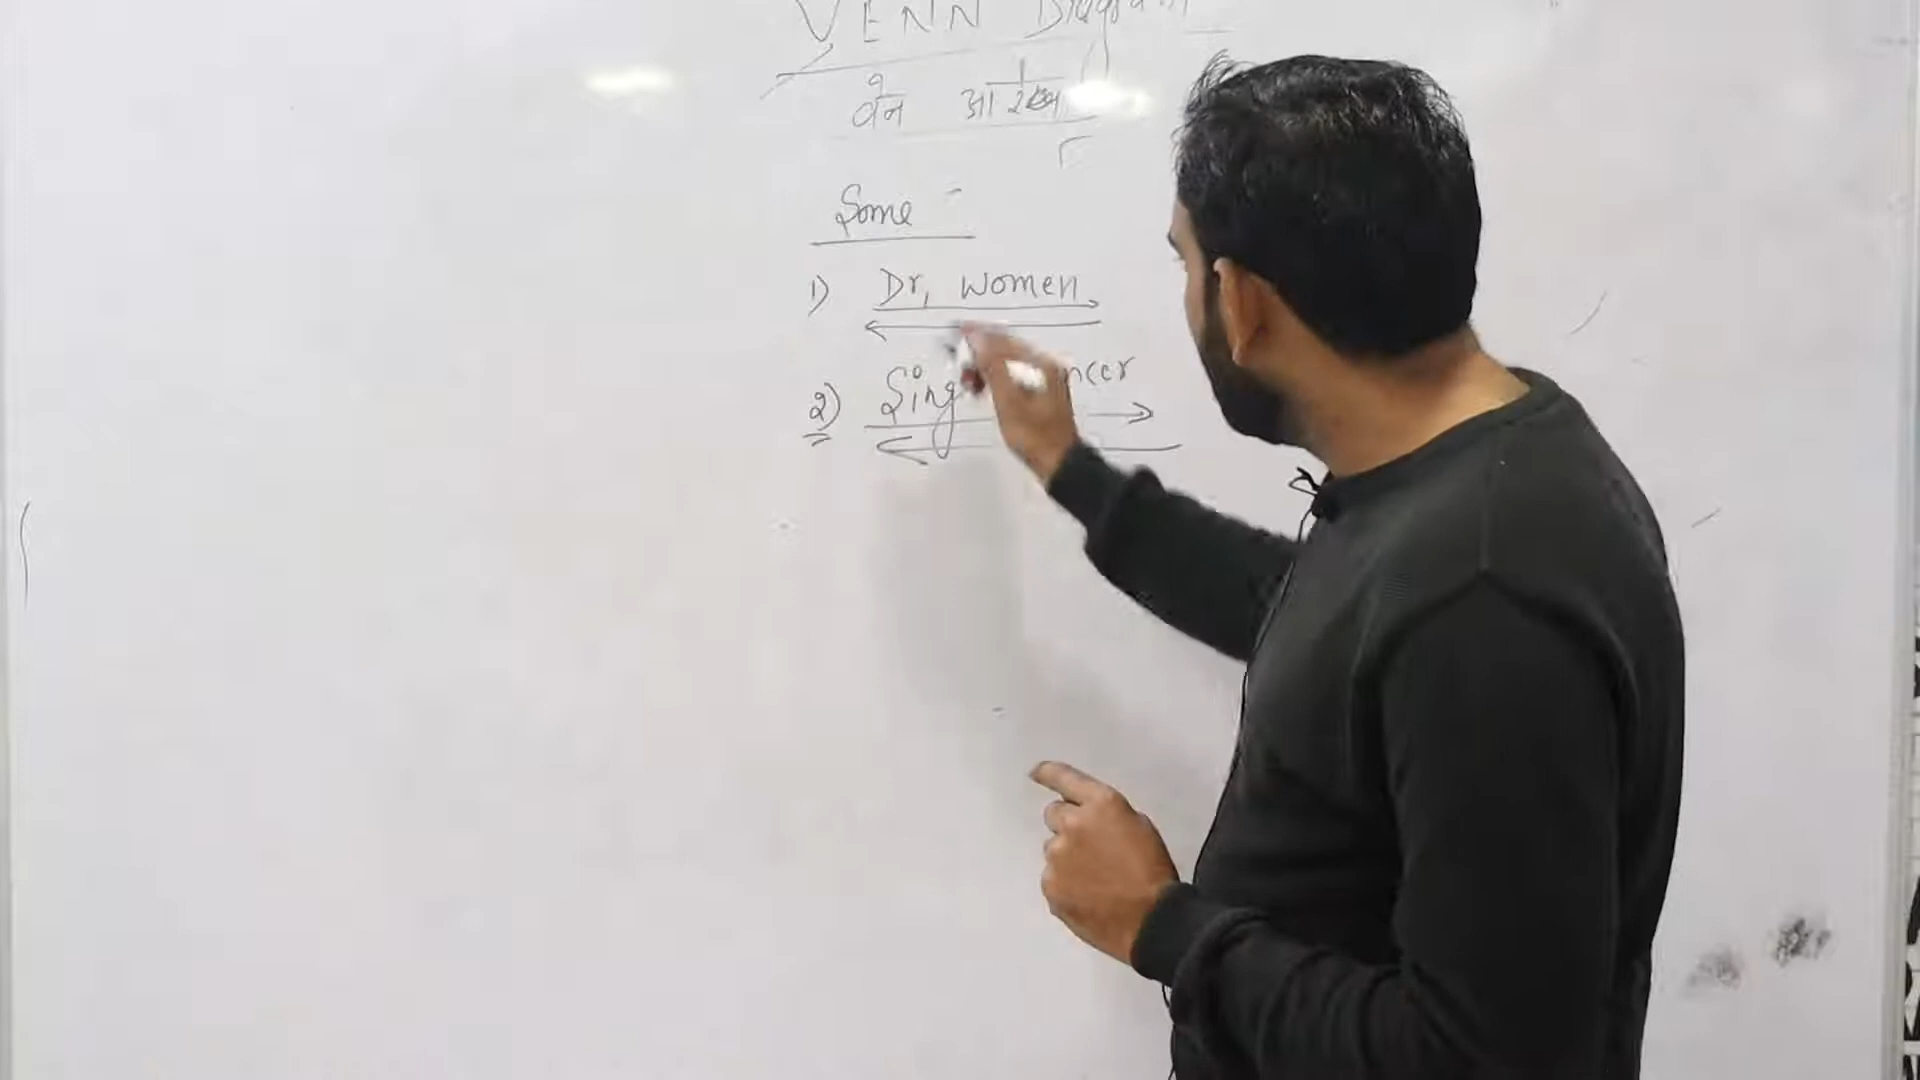 VENN Diagram
वेन आरेख
Some
1) Dr, Women
2) Sing ncer